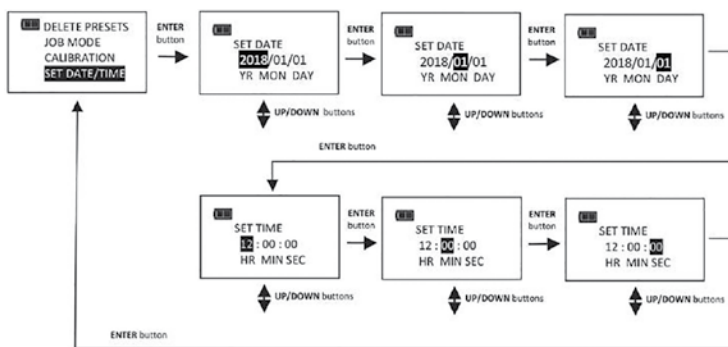 DELETE PRESETS
JOB MODE
CALIBRATION
SET DATE/TIME
ENTER
button
SET DATE
2018/01/01
YR MON DAY
UP/DOWN buttons
ENTER
button
SET DATE
2018/01/01
YR MON DAY
UP/DOWN buttons
ENTER
button
SET DATE
2018/01/01
YR MON DAY
UP/DOWN buttons
ENTER button
SET TIME
12 : 00 : 00
HR MIN SEC
UP/DOWN buttons
ENTER
button
SET TIME
12 : 00 : 00
HR MIN SEC
UP/DOWN buttons
ENTER
button
SET TIME
12 : 00 : 00
HR MIN SEC
UP/DOWN buttons
ENTER button